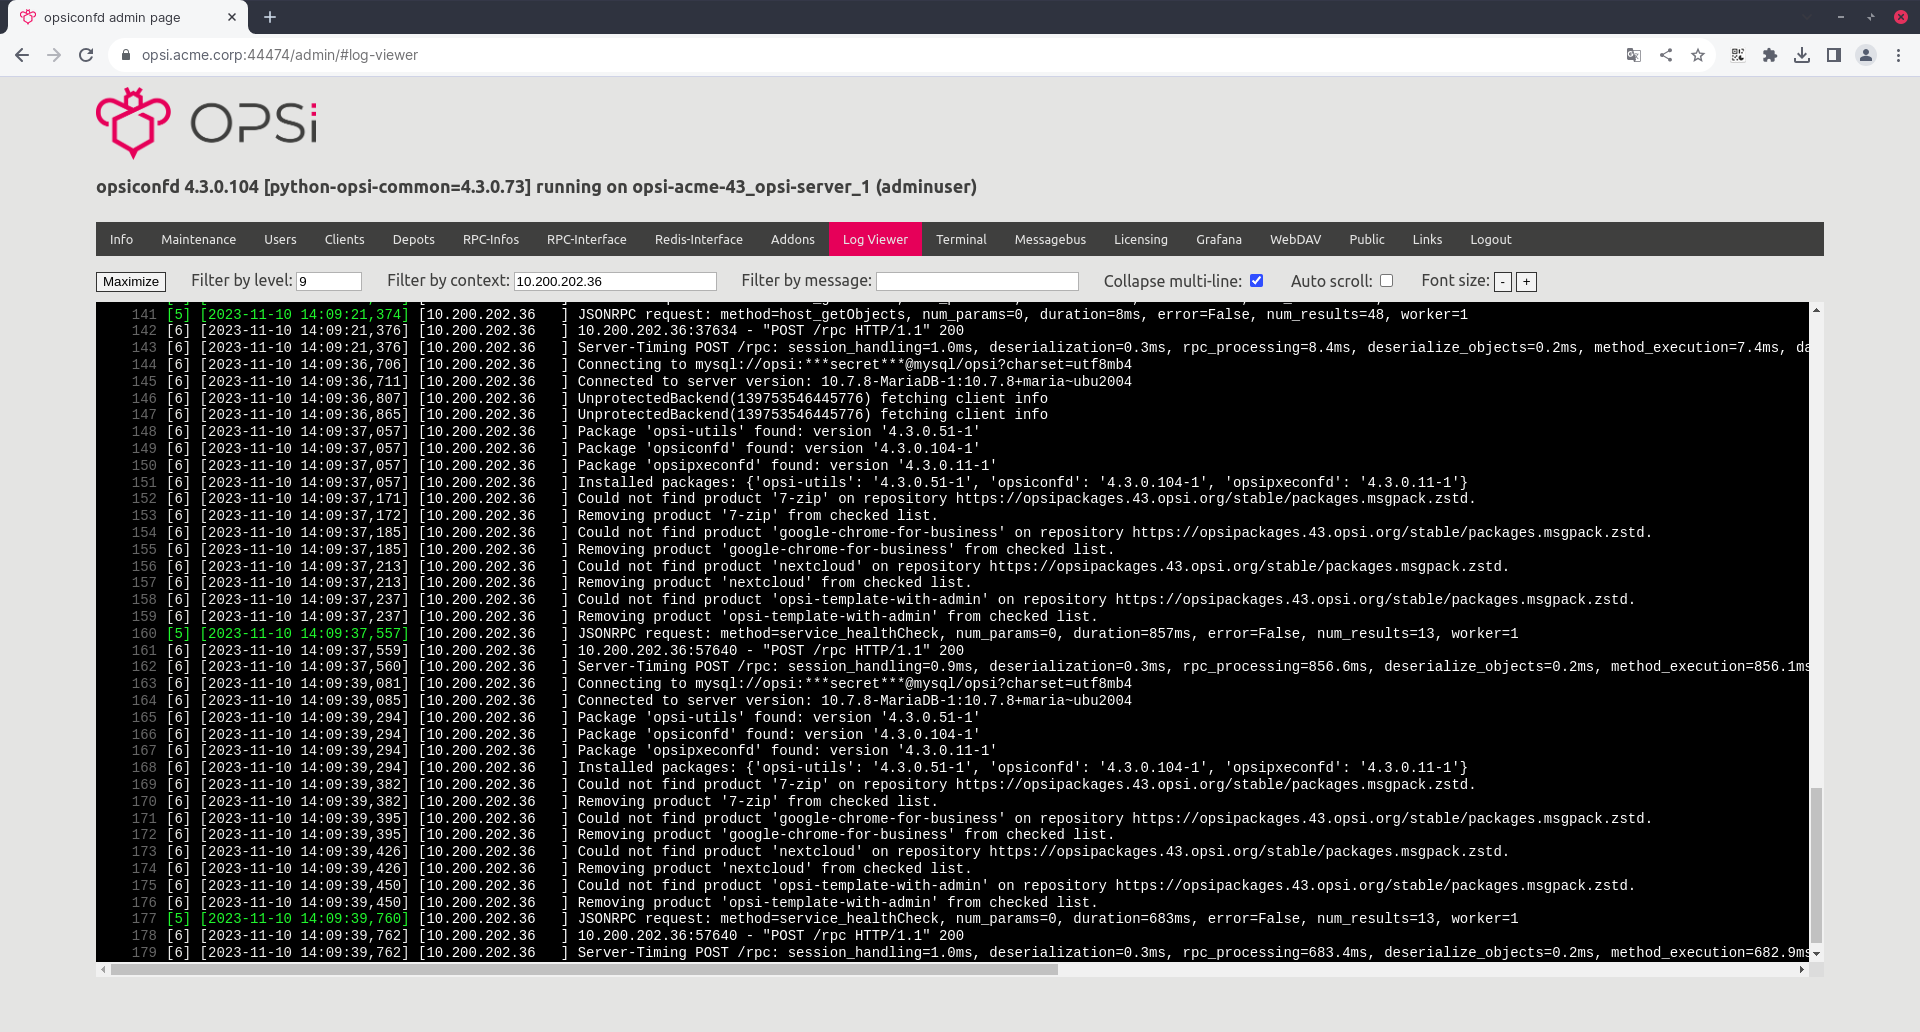 opsiconfd admin page
opsi.acme.corp:44474/admin/#log-viewer
OPSi
opsiconfd 4.3.0.104 [python-opsi-common=4.3.0.73] running on opsi-acme-43_opsi-server_1 (adminuser)
Info Maintenance Users Clients Depots RPC-Infos RPC-Interface Redis-Interface Addons Log Viewer Terminal Messagebus Licensing Grafana WebDAV Public Links Logout
Maximize Filter by level: 9 Filter by context: 10.200.202.36 Filter by message: Collapse multi-line: Auto scroll: Font size: - +
141 [5] [2023-11-10 14:09:21,374] [10.200.202.36 ] JSONRPC request: method=host_getObjects, num_params=0, duration=8ms, error=False, num_results=48, worker=1
142 [6] [2023-11-10 14:09:21,376] [10.200.202.36 ] 10.200.202.36:37634 - "POST /rpc HTTP/1.1" 200
143 [6] [2023-11-10 14:09:21,376] [10.200.202.36 ] Server-Timing POST /rpc: session_handling=1.0ms, deserialization=0.3ms, rpc_processing=8.4ms, deserialize_objects=0.2ms, method_execution=7.4ms, da
144 [6] [2023-11-10 14:09:36,706] [10.200.202.36 ] Connecting to mysql://opsi:***secret***@mysql/opsi?charset=utf8mb4
145 [6] [2023-11-10 14:09:36,711] [10.200.202.36 ] Connected to server version: 10.7.8-MariaDB-1:10.7.8+maria~ubu2004
146 [6] [2023-11-10 14:09:36,807] [10.200.202.36 ] UnprotectedBackend(139753546445776) fetching client info
147 [6] [2023-11-10 14:09:36,865] [10.200.202.36 ] UnprotectedBackend(139753546445776) fetching client info
148 [6] [2023-11-10 14:09:37,057] [10.200.202.36 ] Package 'opsi-utils' found: version '4.3.0.51-1'
149 [6] [2023-11-10 14:09:37,057] [10.200.202.36 ] Package 'opsiconfd' found: version '4.3.0.104-1'
150 [6] [2023-11-10 14:09:37,057] [10.200.202.36 ] Package 'opsipxeconfd' found: version '4.3.0.11-1'
151 [6] [2023-11-10 14:09:37,057] [10.200.202.36 ] Installed packages: {'opsi-utils': '4.3.0.51-1', 'opsiconfd': '4.3.0.104-1', 'opsipxeconfd': '4.3.0.11-1'}
152 [6] [2023-11-10 14:09:37,171] [10.200.202.36 ] Could not find product '7-zip' on repository https://opsipackages.43.opsi.org/stable/packages.msgpack.zstd.
153 [6] [2023-11-10 14:09:37,172] [10.200.202.36 ] Removing product '7-zip' from checked list.
154 [6] [2023-11-10 14:09:37,185] [10.200.202.36 ] Could not find product 'google-chrome-for-business' on repository https://opsipackages.43.opsi.org/stable/packages.msgpack.zstd.
155 [6] [2023-11-10 14:09:37,185] [10.200.202.36 ] Removing product 'google-chrome-for-business' from checked list.
156 [6] [2023-11-10 14:09:37,213] [10.200.202.36 ] Could not find product 'nextcloud' on repository https://opsipackages.43.opsi.org/stable/packages.msgpack.zstd.
157 [6] [2023-11-10 14:09:37,213] [10.200.202.36 ] Removing product 'nextcloud' from checked list.
158 [6] [2023-11-10 14:09:37,237] [10.200.202.36 ] Could not find product 'opsi-template-with-admin' on repository https://opsipackages.43.opsi.org/stable/packages.msgpack.zstd.
159 [6] [2023-11-10 14:09:37,237] [10.200.202.36 ] Removing product 'opsi-template-with-admin' from checked list.
160 [5] [2023-11-10 14:09:37,557] [10.200.202.36 ] JSONRPC request: method=service_healthCheck, num_params=0, duration=857ms, error=False, num_results=13, worker=1
161 [6] [2023-11-10 14:09:37,559] [10.200.202.36 ] 10.200.202.36:57640 - "POST /rpc HTTP/1.1" 200
162 [6] [2023-11-10 14:09:37,560] [10.200.202.36 ] Server-Timing POST /rpc: session_handling=0.9ms, deserialization=0.3ms, rpc_processing=856.6ms, deserialize_objects=0.2ms, method_execution=856.1ms
163 [6] [2023-11-10 14:09:39,081] [10.200.202.36 ] Connecting to mysql://opsi:***secret***@mysql/opsi?charset=utf8mb4
164 [6] [2023-11-10 14:09:39,085] [10.200.202.36 ] Connected to server version: 10.7.8-MariaDB-1:10.7.8+maria~ubu2004
165 [6] [2023-11-10 14:09:39,294] [10.200.202.36 ] Package 'opsi-utils' found: version '4.3.0.51-1'
166 [6] [2023-11-10 14:09:39,294] [10.200.202.36 ] Package 'opsiconfd' found: version '4.3.0.104-1'
167 [6] [2023-11-10 14:09:39,294] [10.200.202.36 ] Package 'opsipxeconfd' found: version '4.3.0.11-1'
168 [6] [2023-11-10 14:09:39,294] [10.200.202.36 ] Installed packages: {'opsi-utils': '4.3.0.51-1', 'opsiconfd': '4.3.0.104-1', 'opsipxeconfd': '4.3.0.11-1'}
169 [6] [2023-11-10 14:09:39,382] [10.200.202.36 ] Could not find product '7-zip' on repository https://opsipackages.43.opsi.org/stable/packages.msgpack.zstd.
170 [6] [2023-11-10 14:09:39,382] [10.200.202.36 ] Removing product '7-zip' from checked list.
171 [6] [2023-11-10 14:09:39,395] [10.200.202.36 ] Could not find product 'google-chrome-for-business' on repository https://opsipackages.43.opsi.org/stable/packages.msgpack.zstd.
172 [6] [2023-11-10 14:09:39,395] [10.200.202.36 ] Removing product 'google-chrome-for-business' from checked list.
173 [6] [2023-11-10 14:09:39,426] [10.200.202.36 ] Could not find product 'nextcloud' on repository https://opsipackages.43.opsi.org/stable/packages.msgpack.zstd.
174 [6] [2023-11-10 14:09:39,426] [10.200.202.36 ] Removing product 'nextcloud' from checked list.
175 [6] [2023-11-10 14:09:39,450] [10.200.202.36 ] Could not find product 'opsi-template-with-admin' on repository https://opsipackages.43.opsi.org/stable/packages.msgpack.zstd.
176 [6] [2023-11-10 14:09:39,450] [10.200.202.36 ] Removing product 'opsi-template-with-admin' from checked list.
177 [5] [2023-11-10 14:09:39,760] [10.200.202.36 ] JSONRPC request: method=service_healthCheck, num_params=0, duration=683ms, error=False, num_results=13, worker=1
178 [6] [2023-11-10 14:09:39,762] [10.200.202.36 ] 10.200.202.36:57640 - "POST /rpc HTTP/1.1" 200
179 [6] [2023-11-10 14:09:39,762] [10.200.202.36 ] Server-Timing POST /rpc: session_handling=1.0ms, deserialization=0.3ms, rpc_processing=683.4ms, deserialize_objects=0.2ms, method_execution=682.9ms